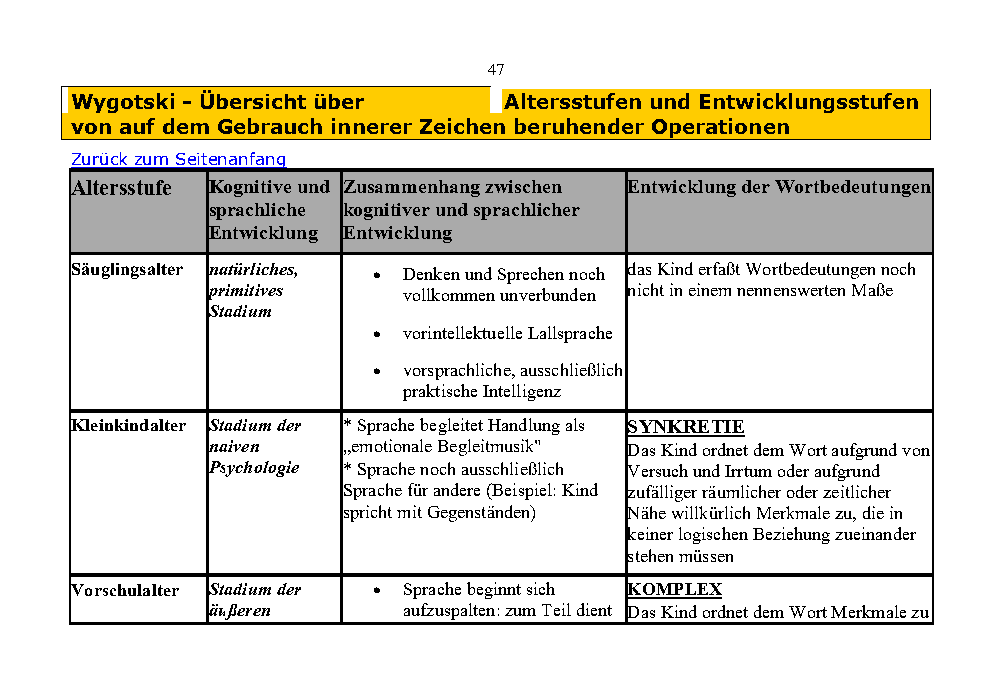 47
Wygotski – Übersicht über Altersstufen und Entwicklungsstufen
von auf dem Gebrauch innerer Zeichen beruhender Operationen
Zurück zum Seitenanfang
Altersstufe
Kognitive und
sprachliche
Entwicklung
Zusammenhang zwischen
kognitiver und sprachlicher
Entwicklung
Entwicklung der Wortbedeutungen
Säuglingsalter
natürliches,
primitives
Stadium
• Denken und Sprechen noch
vollkommen unverbunden
• vorintellektuelle Lallsprache
• vorsprachliche, ausschließlich
praktische Intelligenz
das Kind erfaßt Wortbedeutungen noch
nicht in einem nennenswerten Maße
Kleinkindalter
Stadium der
naiven
Psychologie
* Sprache begleitet Handlung als
„emotionale Begleitmusik"
* Sprache noch ausschließlich
Sprache für andere (Beispiel: Kind
spricht mit Gegenständen)
SYNKRETIE
Das Kind ordnet dem Wort aufgrund von
Versuch und Irrtum oder aufgrund
zufälliger räumlicher oder zeitlicher
Nähe willkürlich Merkmale zu, die in
keiner logischen Beziehung zueinander
stehen müssen
Vorschulalter
Stadium der
äußeren
• Sprache beginnt sich
aufzuspalten: zum Teil dient
KOMPLEX
Das Kind ordnet dem Wort Merkmale zu